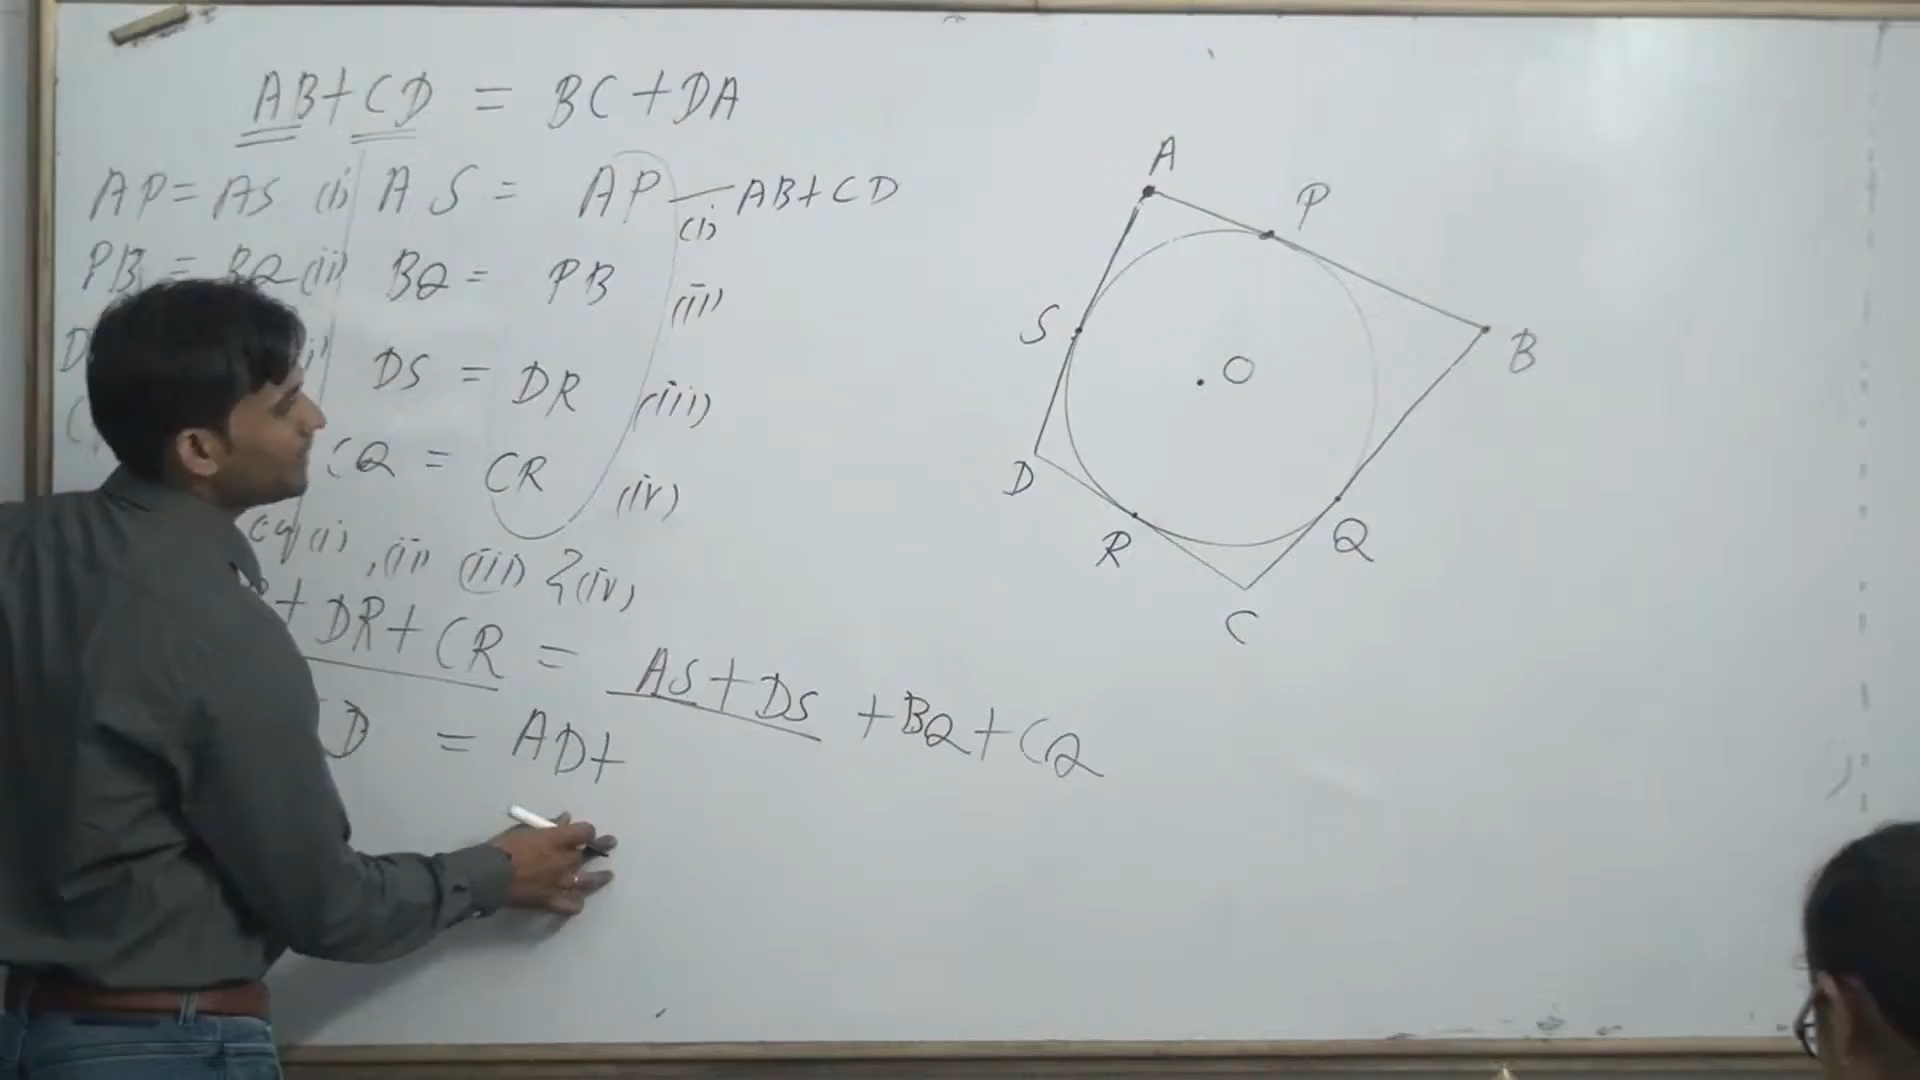 AB+CD = BC+DA
AP = AS (i) AS = AP (i) AB+CD
PB = BQ (ii) BQ = PB (ii)
DS = DR (iii)
CQ = CR (iv)
eq (i), (ii) (iii) & (iv)
+ DR + CR = AS + DS + BQ + CQ
D = AD+
A
P
S
O
B
D
R
Q
C